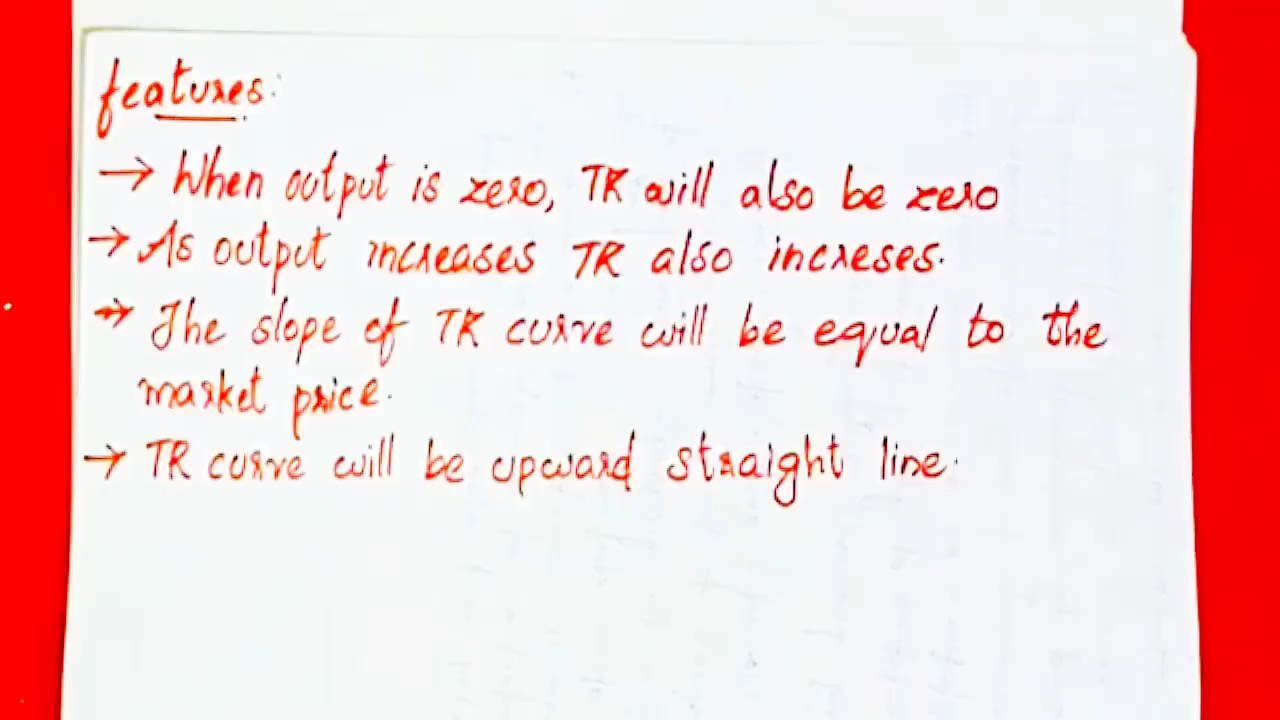 features:
→ When output is zero, TR will also be zero
→ As output increases TR also increses.
→ The slope of TR curve will be equal to the
market price.
→ TR curve will be upward straight line.